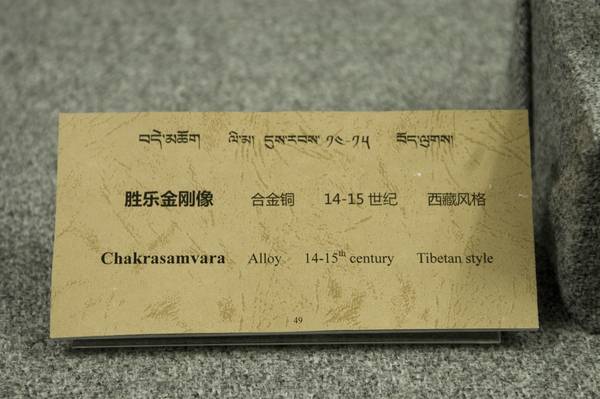 བདེ་མཆོག ལི་མ། དུས་རབས་ ༡༤-༡༥ བོད་ལུགས།
胜乐金刚像 合金铜 14-15 世纪 西藏风格
Chakrasamvara Alloy 14-15th century Tibetan style
49